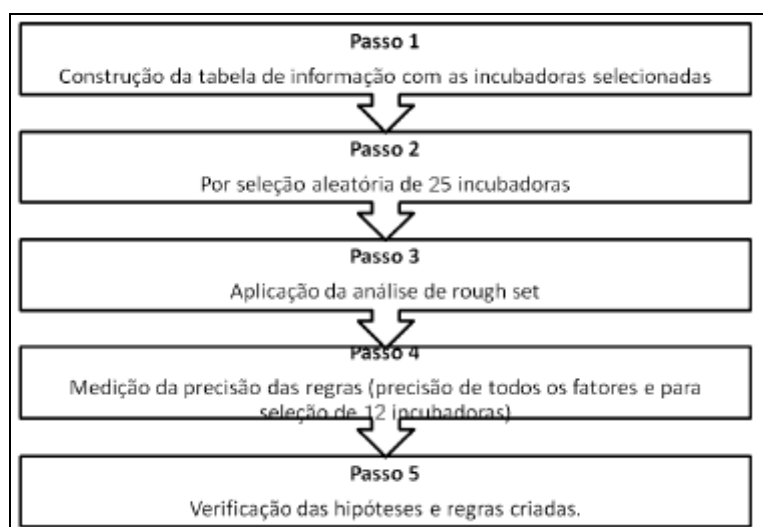 Passo 1
Construção da tabela de informação com as incubadoras selecionadas
Passo 2
Por seleção aleatória de 25 incubadoras
Passo 3
Aplicação da análise de rough set
Passo 4
Medição da precisão das regras (precisão de todos os fatores e para
seleção de 12 incubadoras)
Passo 5
Verificação das hipóteses e regras criadas.